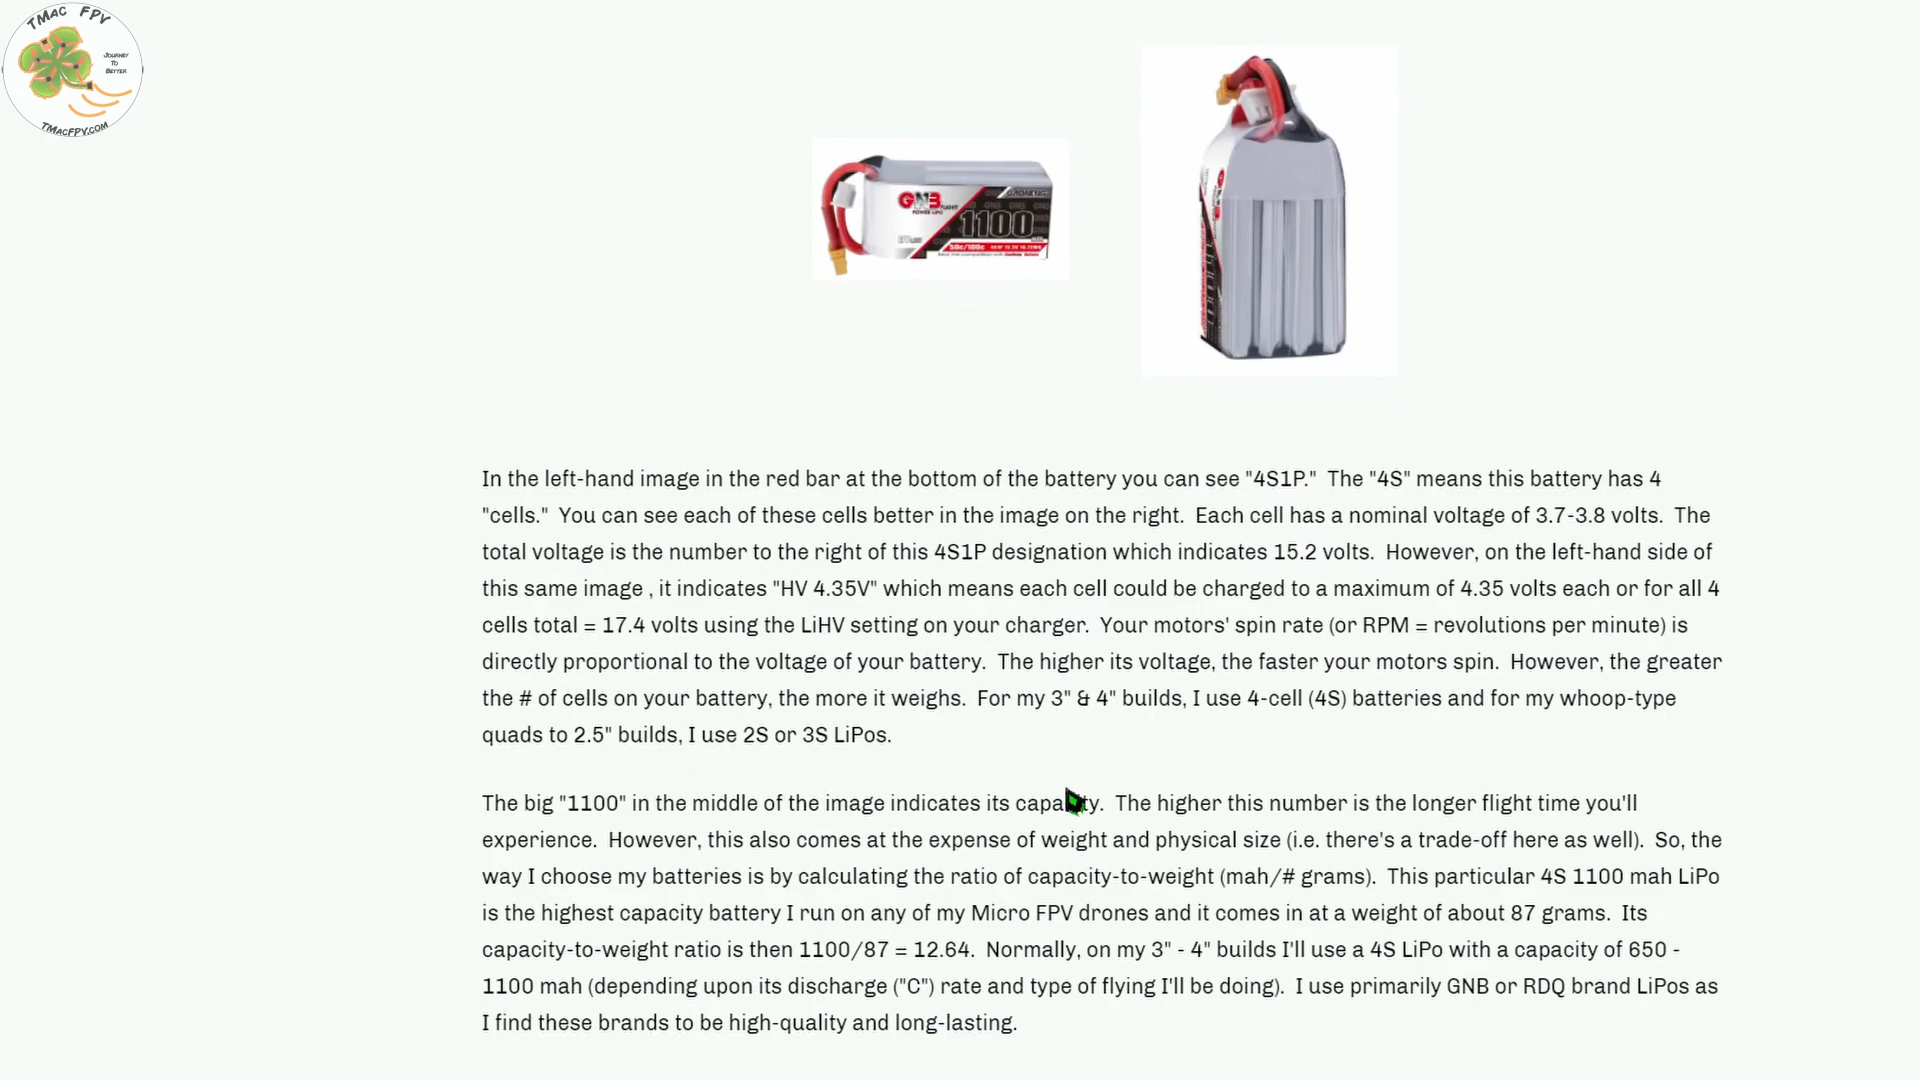 TMAC FPV
JOURNEY
TO
BETTER
TMACFPV.COM
GNB
POWER LIPO
1100
50C/100C
In the left-hand image in the red bar at the bottom of the battery you can see "4S1P."  The "4S" means this battery has 4
"cells."  You can see each of these cells better in the image on the right.  Each cell has a nominal voltage of 3.7-3.8 volts.  The
total voltage is the number to the right of this 4S1P designation which indicates 15.2 volts.  However, on the left-hand side of
this same image , it indicates "HV 4.35V" which means each cell could be charged to a maximum of 4.35 volts each or for all 4
cells total = 17.4 volts using the LiHV setting on your charger.  Your motors' spin rate (or RPM = revolutions per minute) is
directly proportional to the voltage of your battery.  The higher its voltage, the faster your motors spin.  However, the greater
the # of cells on your battery, the more it weighs.  For my 3" & 4" builds, I use 4-cell (4S) batteries and for my whoop-type
quads to 2.5" builds, I use 2S or 3S LiPos.
The big "1100" in the middle of the image indicates its capacity.  The higher this number is the longer flight time you'll
experience.  However, this also comes at the expense of weight and physical size (i.e. there's a trade-off here as well).  So, the
way I choose my batteries is by calculating the ratio of capacity-to-weight (mah/# grams).  This particular 4S 1100 mah LiPo
is the highest capacity battery I run on any of my Micro FPV drones and it comes in at a weight of about 87 grams.  Its
capacity-to-weight ratio is then 1100/87 = 12.64.  Normally, on my 3" - 4" builds I'll use a 4S LiPo with a capacity of 650 -
1100 mah (depending upon its discharge ("C") rate and type of flying I'll be doing).  I use primarily GNB or RDQ brand LiPos as
I find these brands to be high-quality and long-lasting.